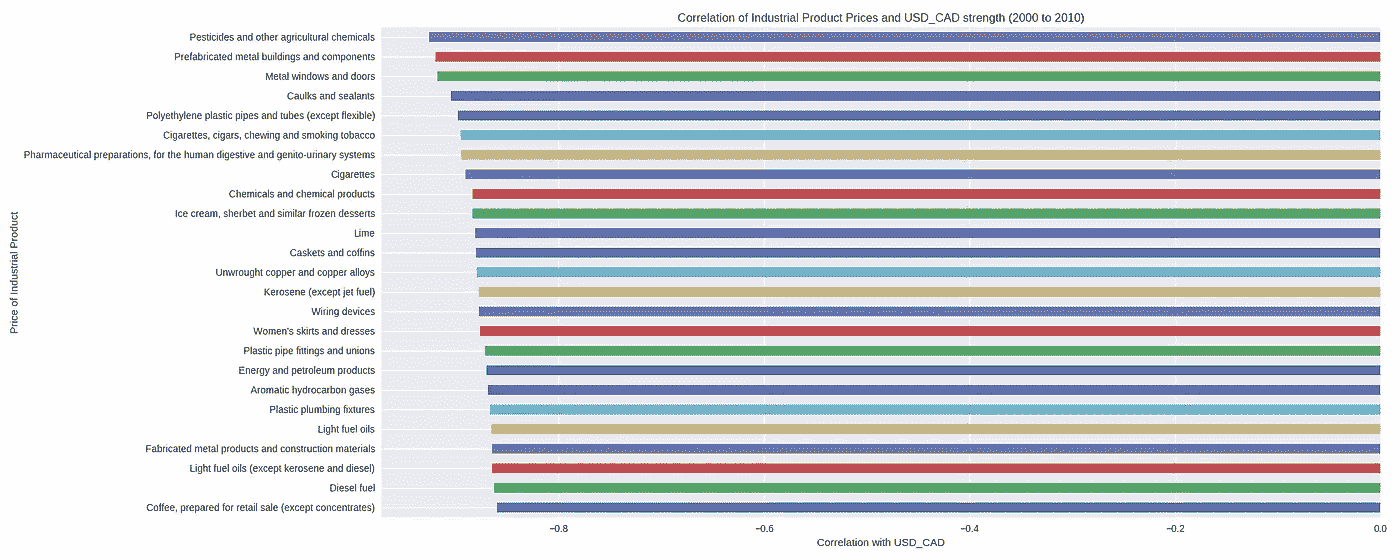 Correlation of Industrial Product Prices and USD_CAD strength (2000 to 2010)
Price of Industrial Product
Pesticides and other agricultural chemicals
Prefabricated metal buildings and components
Metal windows and doors
Caulks and sealants
Polyethylene plastic pipes and tubes (except flexible)
Cigarettes, cigars, chewing and smoking tobacco
Pharmaceutical preparations, for the human digestive and genito-urinary systems
Cigarettes
Chemicals and chemical products
Ice cream, sherbet and similar frozen desserts
Lime
Caskets and coffins
Unwrought copper and copper alloys
Kerosene (except jet fuel)
Wiring devices
Women's skirts and dresses
Plastic pipe fittings and unions
Energy and petroleum products
Aromatic hydrocarbon gases
Plastic plumbing fixtures
Light fuel oils
Fabricated metal products and construction materials
Light fuel oils (except kerosene and diesel)
Diesel fuel
Coffee, prepared for retail sale (except concentrates)
−0.8 −0.6 −0.4 −0.2 0.0
Correlation with USD_CAD